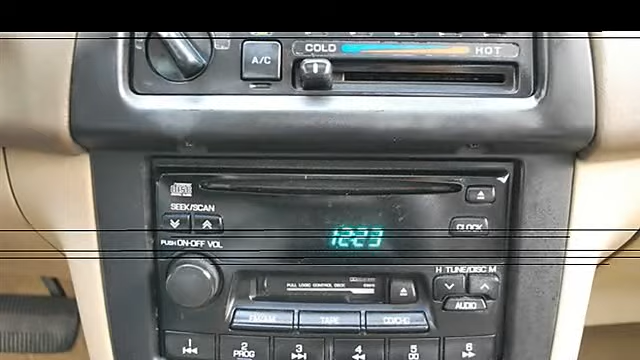 COLD HOT
A/C
SEEK/SCAN
CLOCK
12:23
PUSH ON·OFF VOL
H TUNE/DISC M
FULL LOGIC CONTROL DECK
AUDIO
FM/AM TAPE CD/CHG
1 2 3 4 5 6
PROG